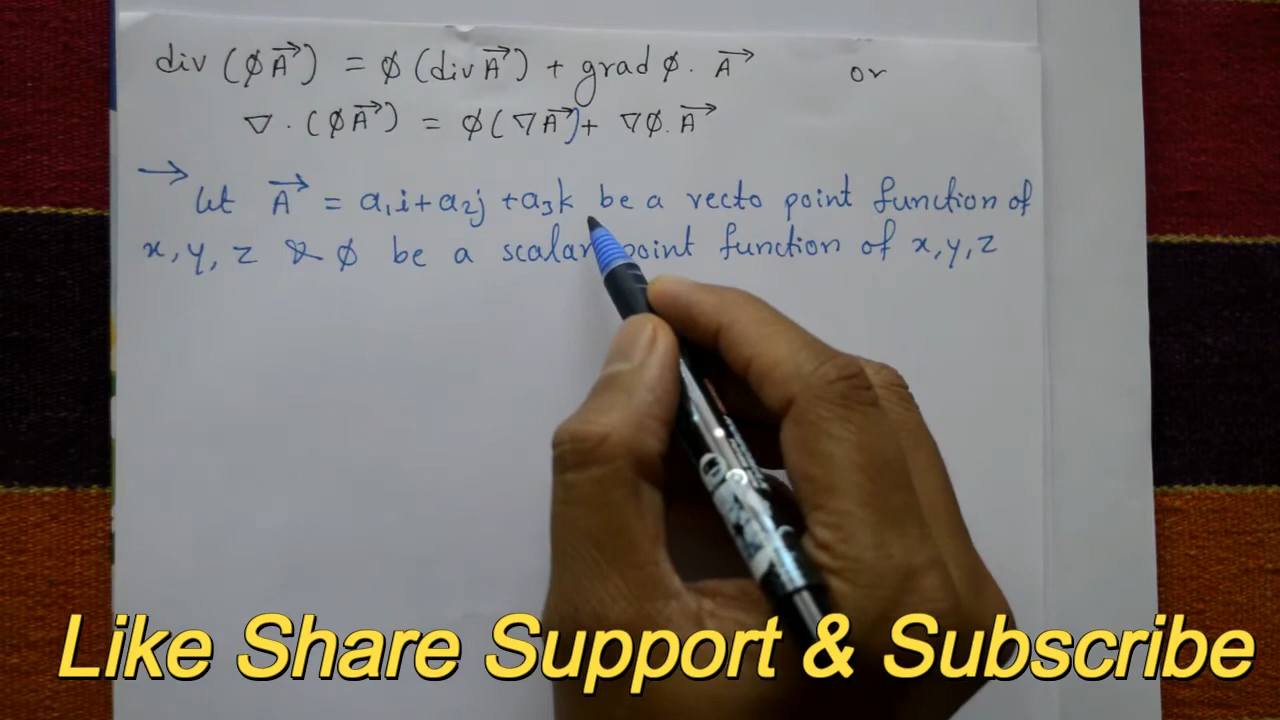 div (φA→) = φ(div A→) + grad φ. A→ or
∇ . (φA→) = φ(∇A→) + ∇φ. A→
→ Let A→ = a₁i + a₂j + a₃k be a vecto point function of
x, y, z & φ be a scalar point function of x, y, z
Like Share Support & Subscribe